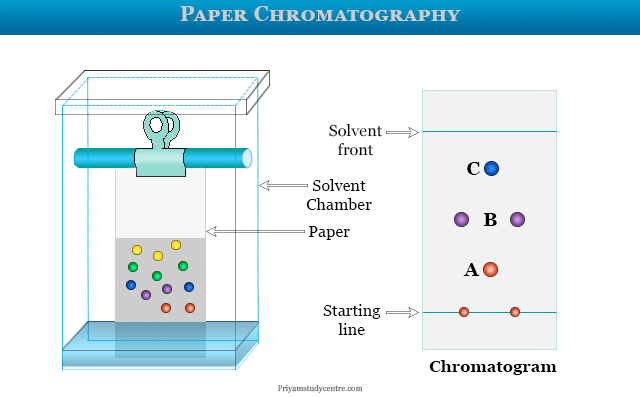 Paper Chromatography
Solvent
front
C
Solvent
Chamber
B
Paper
A
Starting
line
Chromatogram
Priyamstudycentre.com